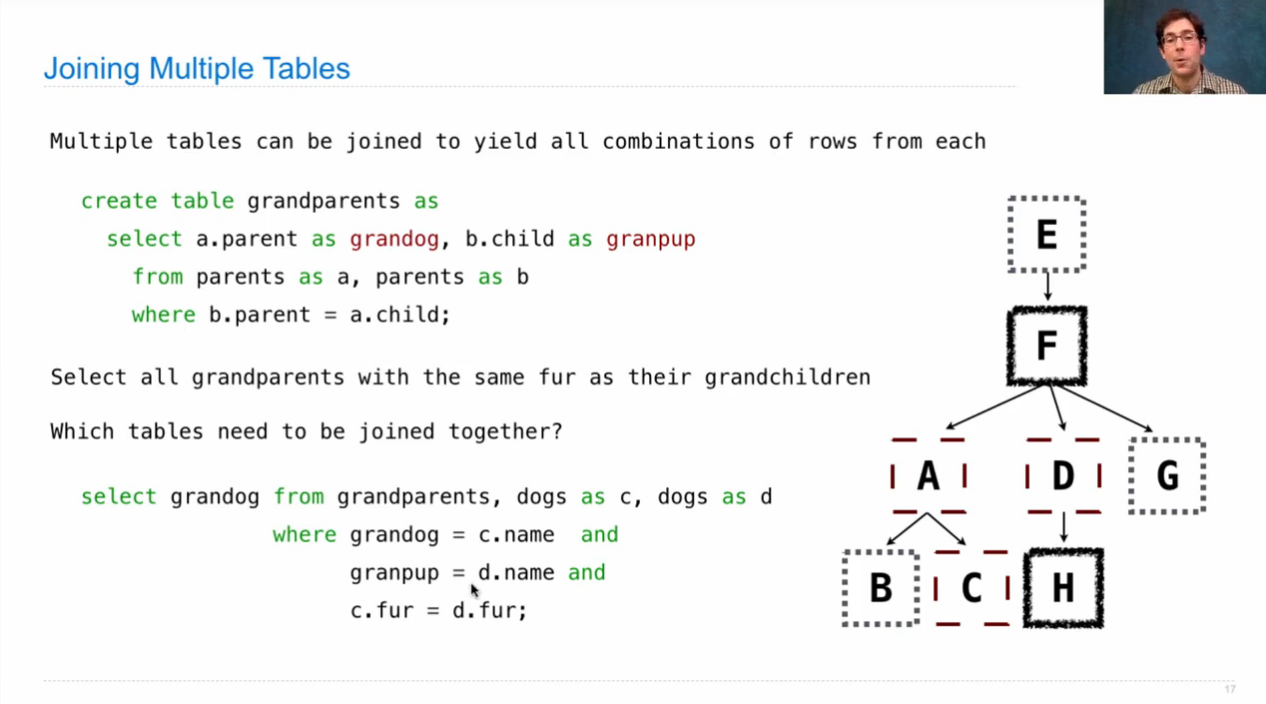 Joining Multiple Tables
Multiple tables can be joined to yield all combinations of rows from each
create table grandparents as
select a.parent as grandog, b.child as granpup
from parents as a, parents as b
where b.parent = a.child;
Select all grandparents with the same fur as their grandchildren
Which tables need to be joined together?
select grandog from grandparents, dogs as c, dogs as d
where grandog = c.name and
granpup = d.name and
c.fur = d.fur;
E
F
A D G
B C H
17